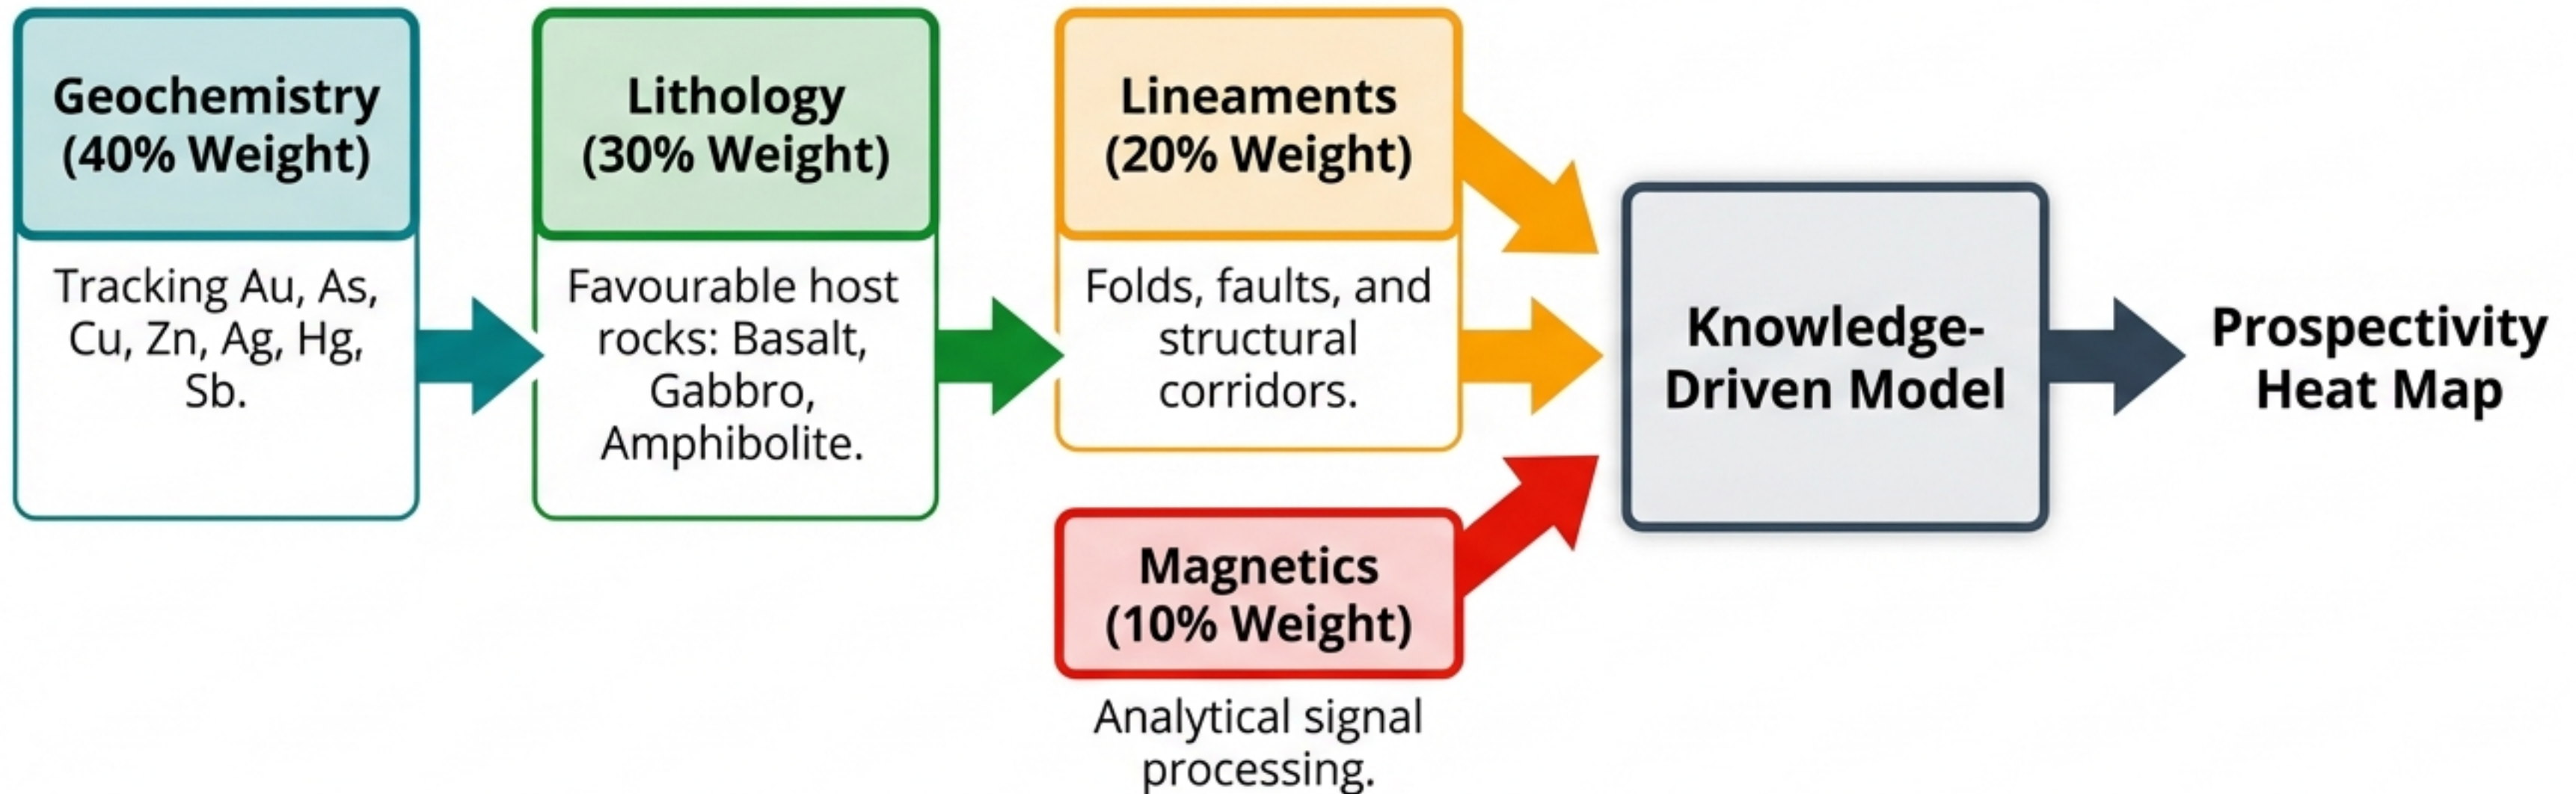 Geochemistry
(40% Weight)
Tracking Au, As,
Cu, Zn, Ag, Hg,
Sb.
Lithology
(30% Weight)
Favourable host
rocks: Basalt,
Gabbro,
Amphibolite.
Lineaments
(20% Weight)
Folds, faults, and
structural
corridors.
Magnetics
(10% Weight)
Analytical signal
processing.
Knowledge-
Driven Model
Prospectivity
Heat Map